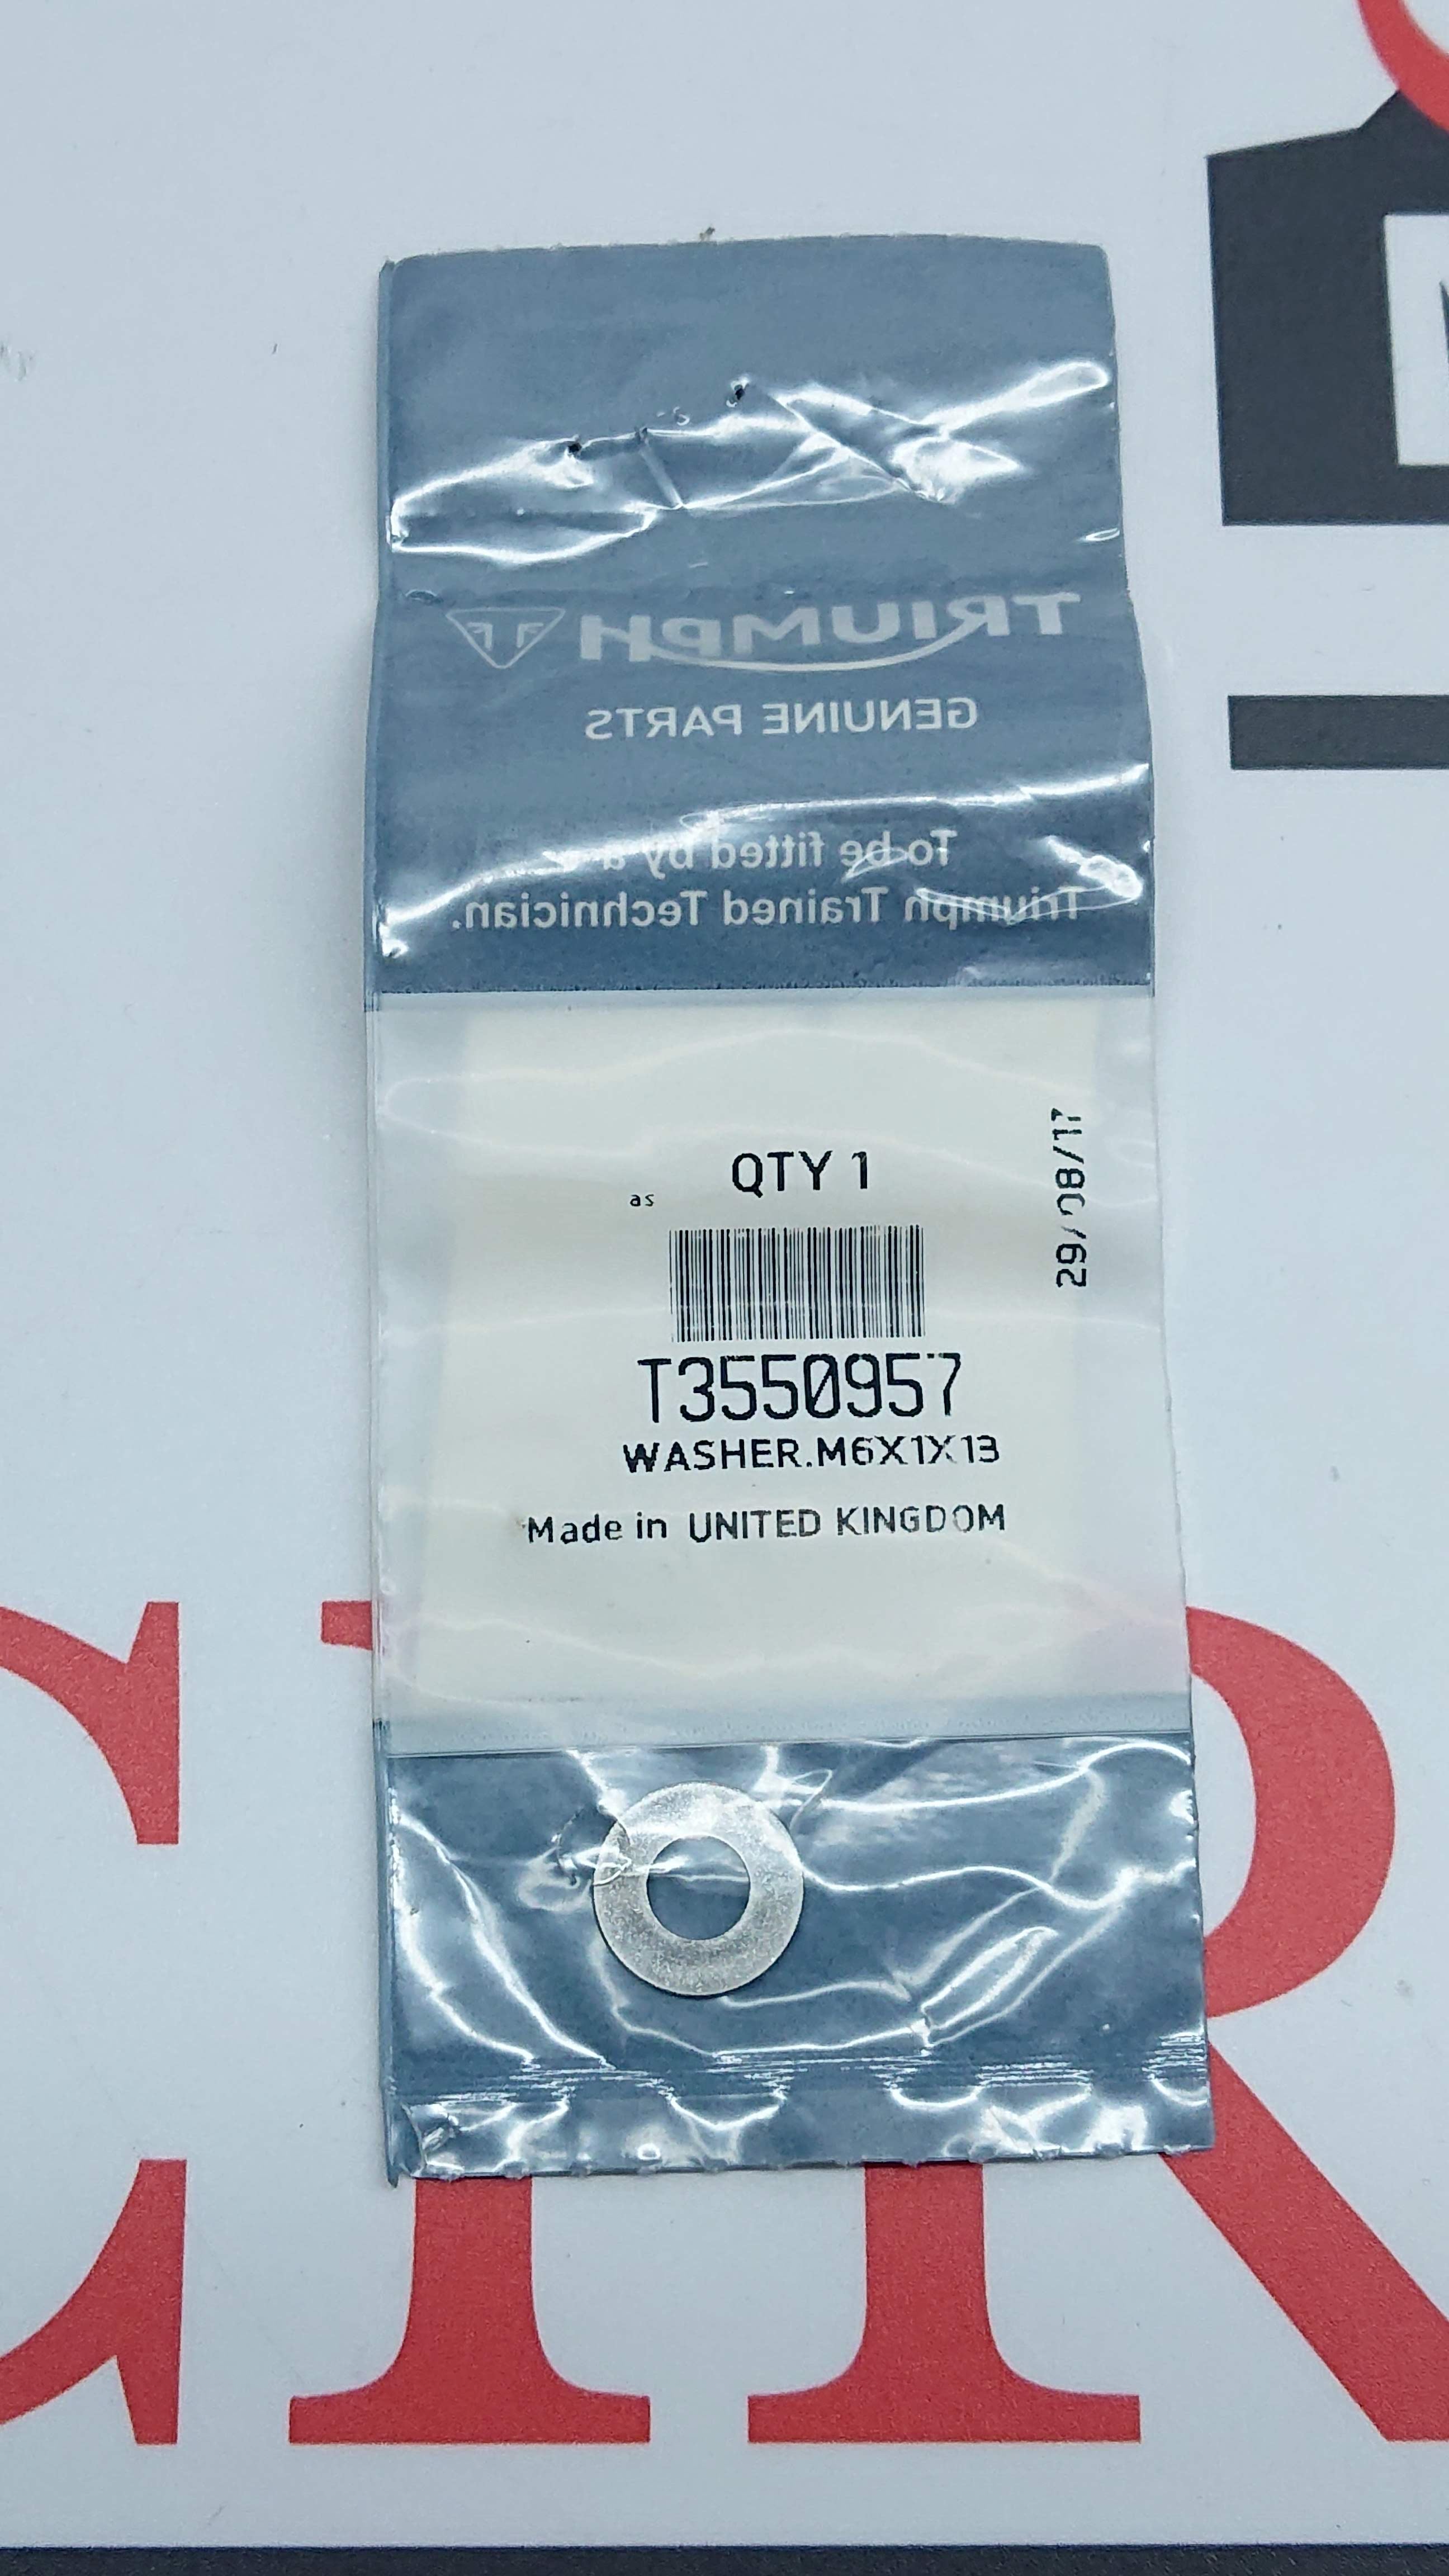 TRIUMPH
GENUINE PARTS
To be fitted by a
Triumph Trained Technician.
QTY 1
as
29/08/17
T3550957
WASHER.M6X1X13
Made in UNITED KINGDOM